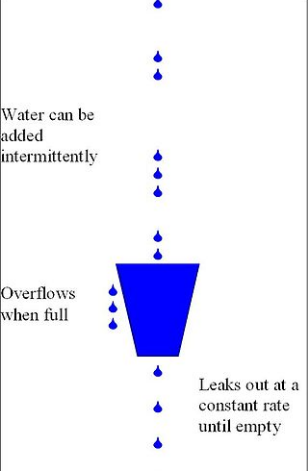 Water can be
added
intermittently
Overflows
when full
Leaks out at a
constant rate
until empty